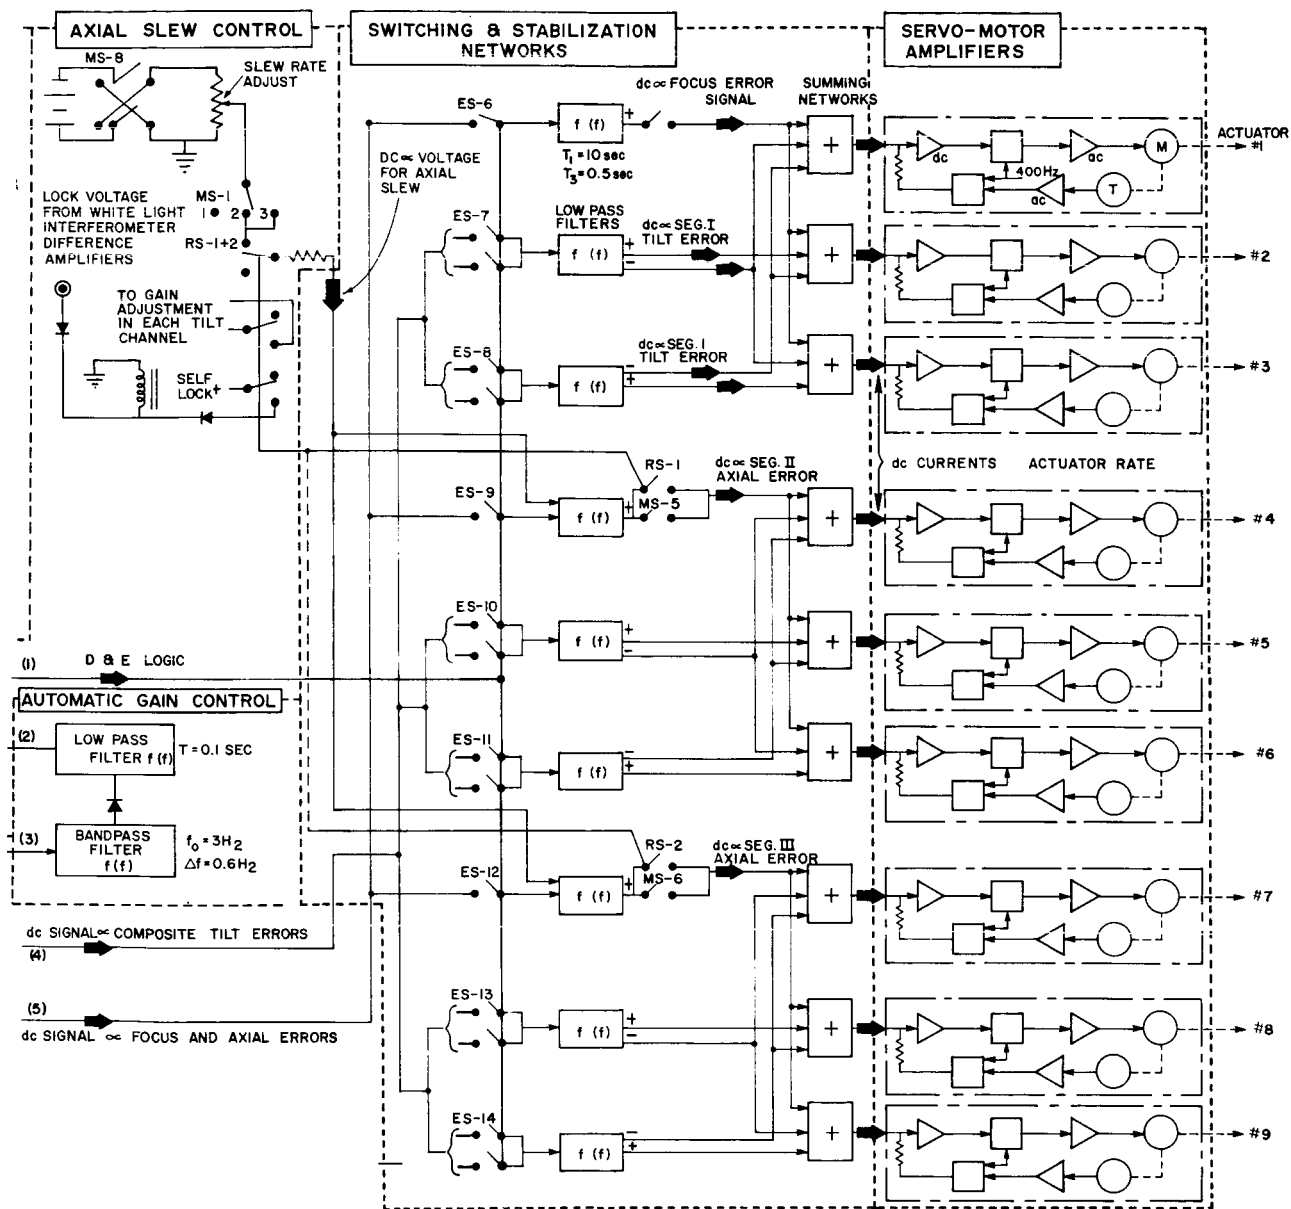 AXIAL SLEW CONTROL
SWITCHING & STABILIZATION
NETWORKS
SERVO-MOTOR
AMPLIFIERS
MS-8
SLEW RATE
ADJUST
MS-1
1 2 3
LOCK VOLTAGE
FROM WHITE LIGHT
INTERFEROMETER
DIFFERENCE
AMPLIFIERS
RS-1+2
TO GAIN
ADJUSTMENT
IN EACH TILT
CHANNEL
SELF
LOCK +
DC ∝ VOLTAGE
FOR AXIAL
SLEW
ES-6
f (f)
+
T₁ = 10 sec
T₃ = 0.5 sec
dc ∝ FOCUS ERROR
SIGNAL
SUMMING
NETWORKS
+
dc
400Hz
ac
ac
M
T
ACTUATOR
#1
ES-7
LOW PASS
FILTERS
f (f)
+
−
dc ∝ SEG. I
TILT ERROR
+
#2
ES-8
f (f)
−
+
dc ∝ SEG. I
TILT ERROR
+
#3
dc CURRENTS ACTUATOR RATE
ES-9
f (f)
+
RS-1
MS-5
dc ∝ SEG. II
AXIAL ERROR
+
#4
ES-10
f (f)
+
−
+
#5
ES-11
f (f)
−
+
+
#6
(1)
D & E LOGIC
AUTOMATIC GAIN CONTROL
(2)
LOW PASS
FILTER f (f)
T = 0.1 SEC
(3)
BANDPASS
FILTER
f (f)
f₀ = 3H₂
Δf = 0.6H₂
ES-12
f (f)
+
RS-2
MS-6
dc ∝ SEG. III
AXIAL ERROR
+
#7
dc SIGNAL ∝ COMPOSITE TILT ERRORS
(4)
(5)
dc SIGNAL ∝ FOCUS AND AXIAL ERRORS
ES-13
f (f)
+
−
+
#8
ES-14
f (f)
−
+
+
#9